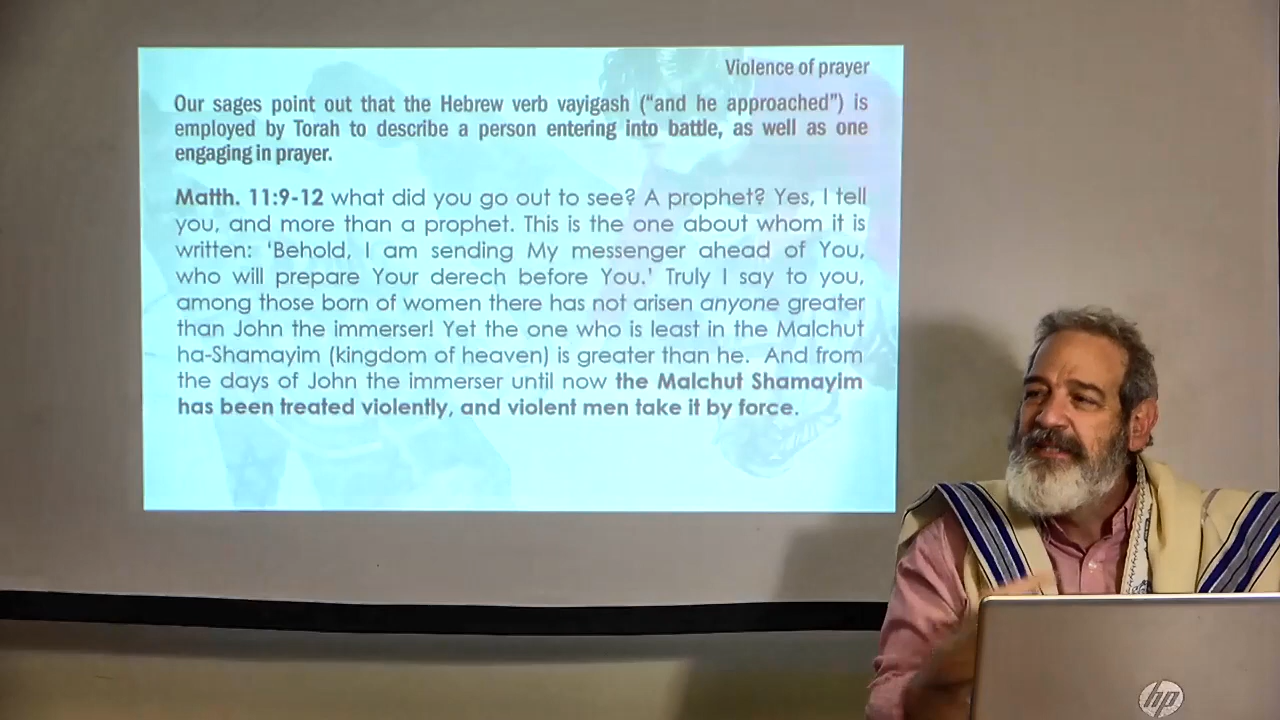 Violence of prayer
Our sages point out that the Hebrew verb vayigash (“and he approached”) is
employed by Torah to describe a person entering into battle, as well as one
engaging in prayer.
Matth. 11:9-12 what did you go out to see? A prophet? Yes, I tell
you, and more than a prophet. This is the one about whom it is
written: ‘Behold, I am sending My messenger ahead of You,
who will prepare Your derech before You.’ Truly I say to you,
among those born of women there has not arisen anyone greater
than John the immerser! Yet the one who is least in the Malchut
ha-Shamayim (kingdom of heaven) is greater than he. And from
the days of John the immerser until now the Malchut Shamayim
has been treated violently, and violent men take it by force.
hp